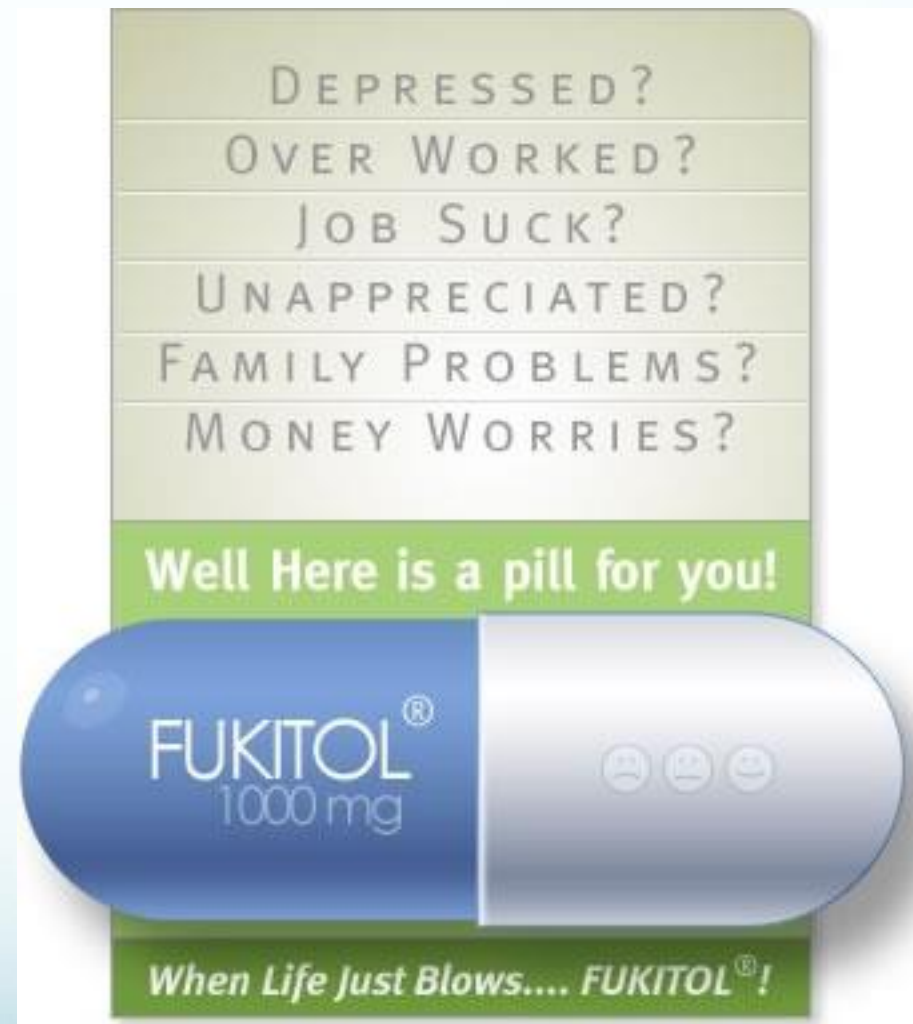 DEPRESSED?
OVER WORKED?
JOB SUCK?
UNAPPRECIATED?
FAMILY PROBLEMS?
MONEY WORRIES?
Well Here is a pill for you!
FUKITOL®
1000 mg
When Life Just Blows.... FUKITOL®!